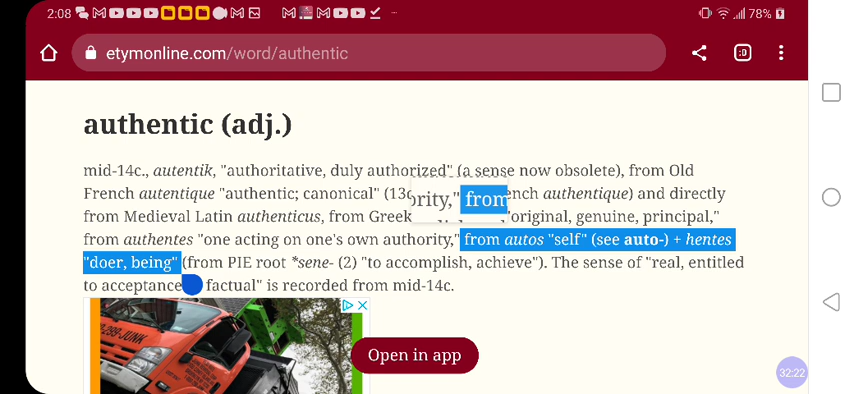 2:08
78%
etymonline.com/word/authentic
:D
authentic (adj.)
mid-14c., autentik, "authoritative, duly authorized" (a sense now obsolete), from Old
French autentique "authentic; canonical" (13c ench authentique) and directly
ority," from
from Medieval Latin authenticus, from Greek "original, genuine, principal,"
from authentes "one acting on one's own authority," from autos "self" (see auto-) + hentes
"doer, being" (from PIE root *sene- (2) "to accomplish, achieve"). The sense of "real, entitled
to acceptance factual" is recorded from mid-14c.
-299-JUNK
Open in app
32:22